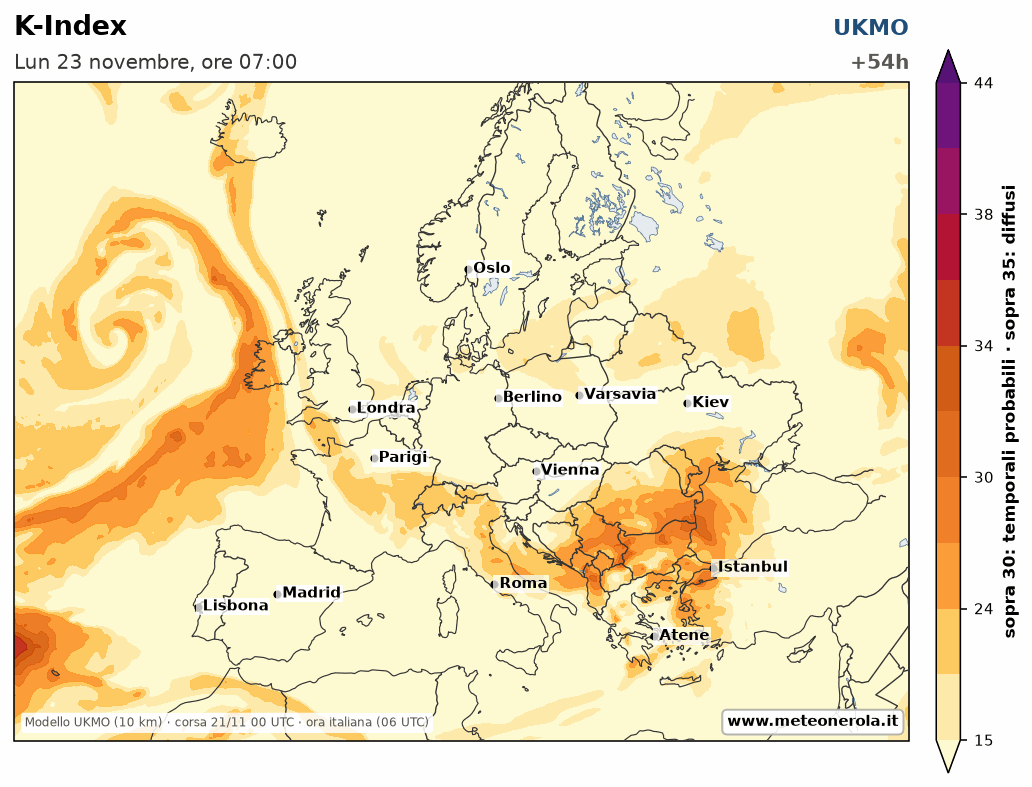 K-Index
UKMO
Lun 23 novembre, ore 07:00
+54h
44
38
34
30
24
15
sopra 30: temporali probabili · sopra 35: diffusi
Oslo
Berlino
Varsavia
Kiev
Londra
Parigi
Vienna
Istanbul
Roma
Madrid
Lisbona
Atene
Modello UKMO (10 km) · corsa 21/11 00 UTC · ora italiana (06 UTC)
www.meteonerola.it